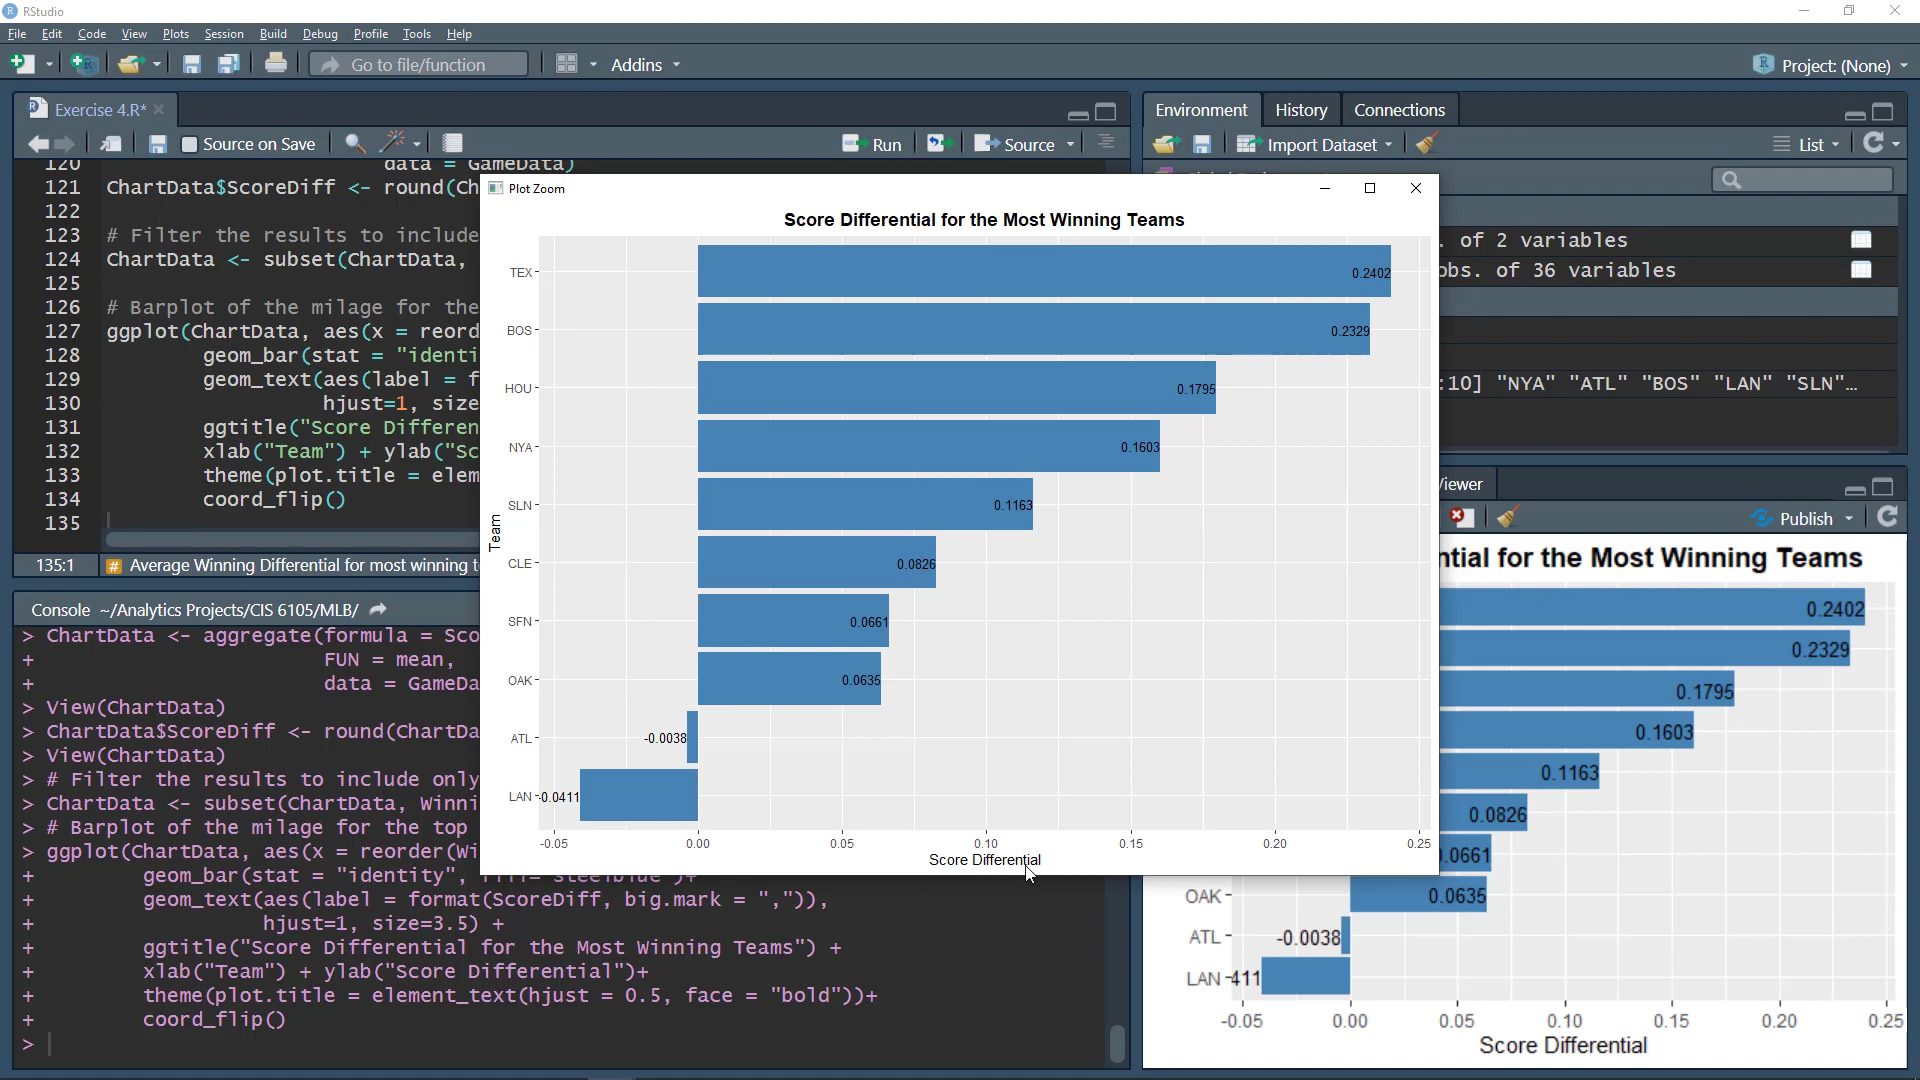 RStudio
File Edit Code View Plots Session Build Debug Profile Tools Help
Go to file/function Addins Project: (None)
Exercise 4.R*
Source on Save Run Source
120 data = GameData)
121 ChartData$ScoreDiff <- round(Ch
122
123 # Filter the results to include
124 ChartData <- subset(ChartData,
125
126 # Barplot of the milage for the
127 ggplot(ChartData, aes(x = reord
128 geom_bar(stat = "identi
129 geom_text(aes(label = f
130 hjust=1, size
131 ggtitle("Score Differen
132 xlab("Team") + ylab("Sc
133 theme(plot.title = elem
134 coord_flip()
135
135:1 # Average Winning Differential for most winning t
Console ~/Analytics Projects/CIS 6105/MLB/
> ChartData <- aggregate(formula = Sco
+ FUN = mean,
+ data = GameDa
> View(ChartData)
> ChartData$ScoreDiff <- round(ChartDa
> View(ChartData)
> # Filter the results to include only
> ChartData <- subset(ChartData, Winni
> # Barplot of the milage for the top
> ggplot(ChartData, aes(x = reorder(Wi
+ geom_bar(stat = "identity", fill="steelblue")+
+ geom_text(aes(label = format(ScoreDiff, big.mark = ",")),
+ hjust=1, size=3.5) +
+ ggtitle("Score Differential for the Most Winning Teams") +
+ xlab("Team") + ylab("Score Differential")+
+ theme(plot.title = element_text(hjust = 0.5, face = "bold"))+
+ coord_flip()
>
Plot Zoom
Score Differential for the Most Winning Teams
Team
TEX 0.2402
BOS 0.2329
HOU 0.1795
NYA 0.1603
SLN 0.1163
CLE 0.0826
SFN 0.0661
OAK 0.0635
ATL -0.0038
LAN -0.0411
-0.05 0.00 0.05 0.10 0.15 0.20 0.25
Score Differential
Environment History Connections
Import Dataset List
. of 2 variables
obs. of 36 variables
:10] "NYA" "ATL" "BOS" "LAN" "SLN"…
Viewer
Publish
ntial for the Most Winning Teams
0.2402
0.2329
0.1795
0.1603
0.1163
0.0826
0.0661
OAK 0.0635
ATL -0.0038
LAN 411
-0.05 0.00 0.05 0.10 0.15 0.20 0.25
Score Differential